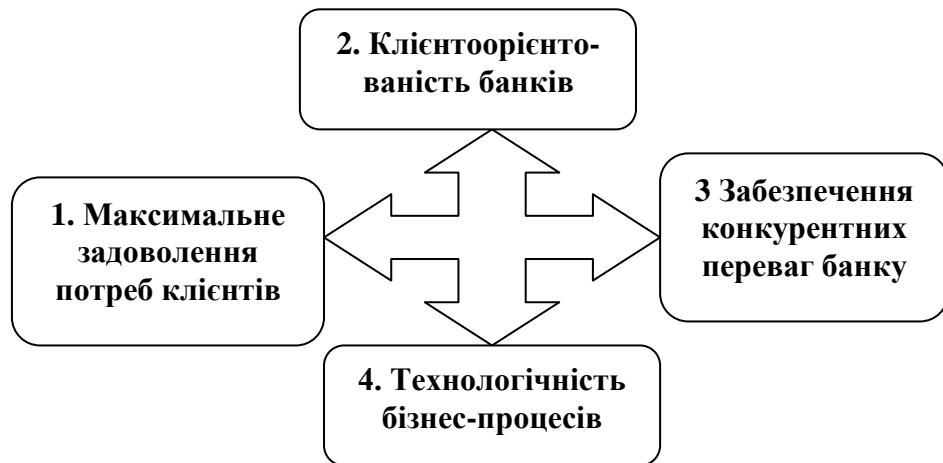 2. Клієнтоорієнто-
ваність банків
1. Максимальне
задоволення
потреб клієнтів
3 Забезпечення
конкурентних
переваг банку
4. Технологічність
бізнес-процесів